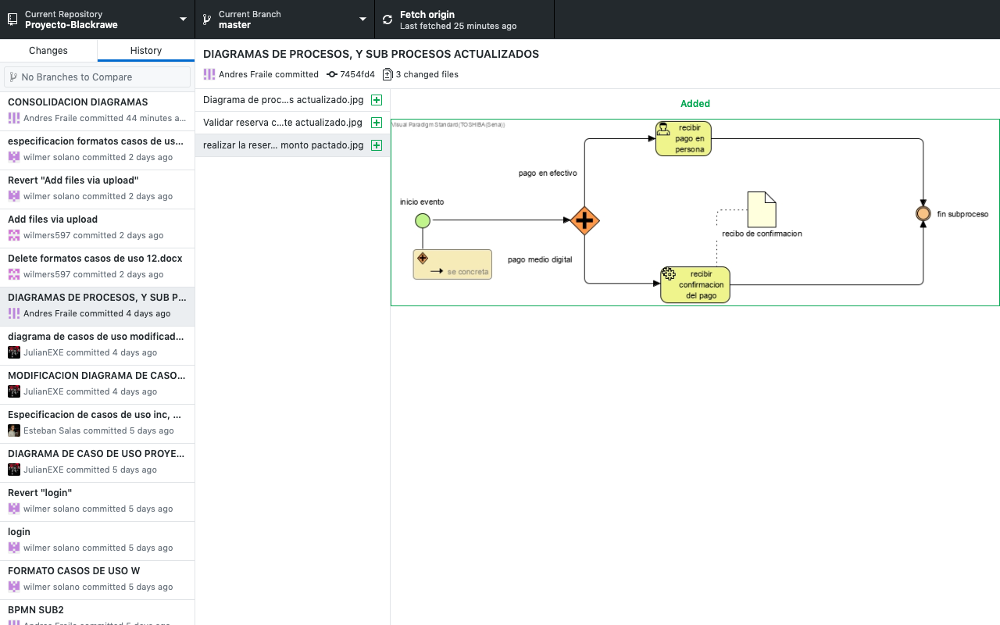 Current Repository
Proyecto-Blackrawe
Current Branch
master
Fetch origin
Last fetched 25 minutes ago
Changes
History
No Branches to Compare
CONSOLIDACION DIAGRAMAS
Andres Fraile committed 44 minutes a...
especificacion formatos casos de us...
wilmer solano committed 2 days ago
Revert "Add files via upload"
wilmer solano committed 2 days ago
Add files via upload
wilmers597 committed 2 days ago
Delete formatos casos de uso 12.docx
wilmers597 committed 2 days ago
DIAGRAMAS DE PROCESOS, Y SUB P...
Andres Fraile committed 4 days ago
diagrama de casos de uso modificad...
JulianEXE committed 4 days ago
MODIFICACION DIAGRAMA DE CASO...
JulianEXE committed 4 days ago
Especificacion de casos de uso inc, ...
Esteban Salas committed 5 days ago
DIAGRAMA DE CASO DE USO PROYE...
JulianEXE committed 5 days ago
Revert "login"
wilmer solano committed 5 days ago
login
wilmer solano committed 5 days ago
FORMATO CASOS DE USO W
wilmer solano committed 5 days ago
BPMN SUB2
Andres Fraile committed 5 days ago
DIAGRAMAS DE PROCESOS, Y SUB PROCESOS ACTUALIZADOS
Andres Fraile committed
7454fd4
3 changed files
Diagrama de proc...s actualizado.jpg
Validar reserva c...te actualizado.jpg
realizar la reser... monto pactado.jpg
Added
Visual Paradigm Standard(TOSHIBA(Sena))
recibir
pago en
persona
pago en efectivo
inicio evento
fin subproceso
recibo de confirmacion
pago medio digital
se concreta
recibir
confirmacion
del pago